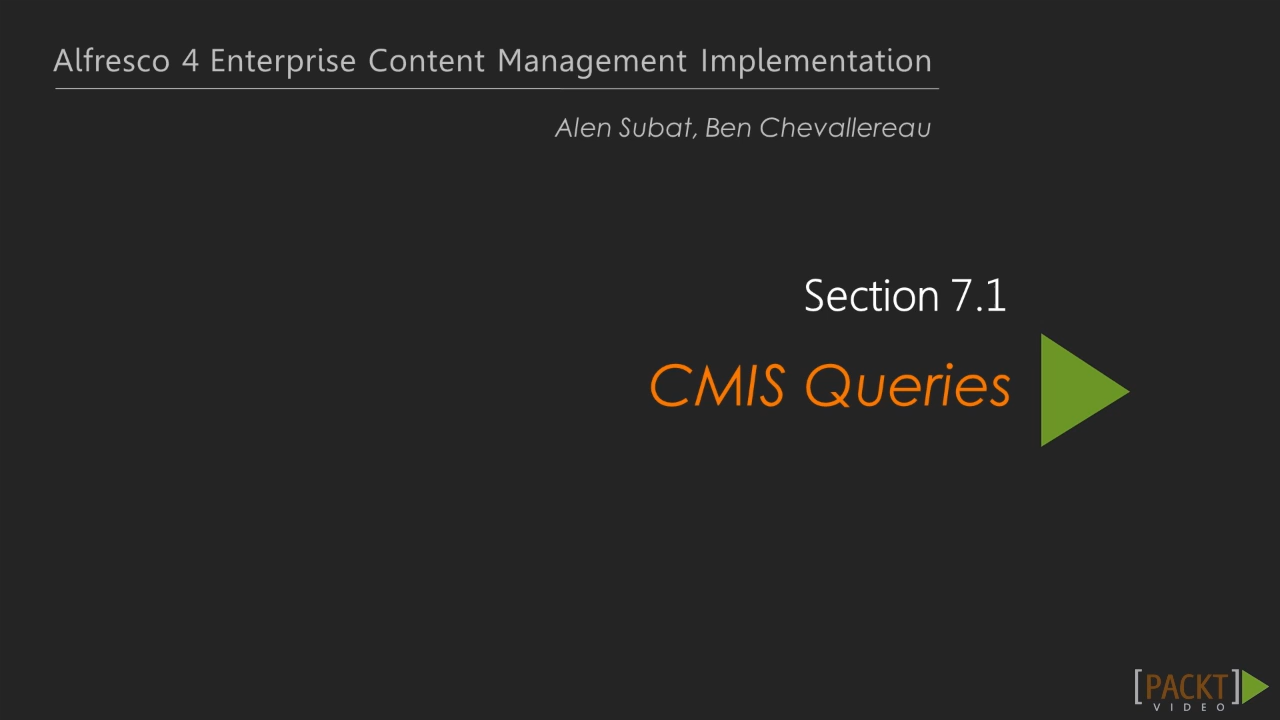 Alfresco 4 Enterprise Content Management Implementation
Alen Subat, Ben Chevallereau
Section 7.1
CMIS Queries
[PACKT]
VIDEO